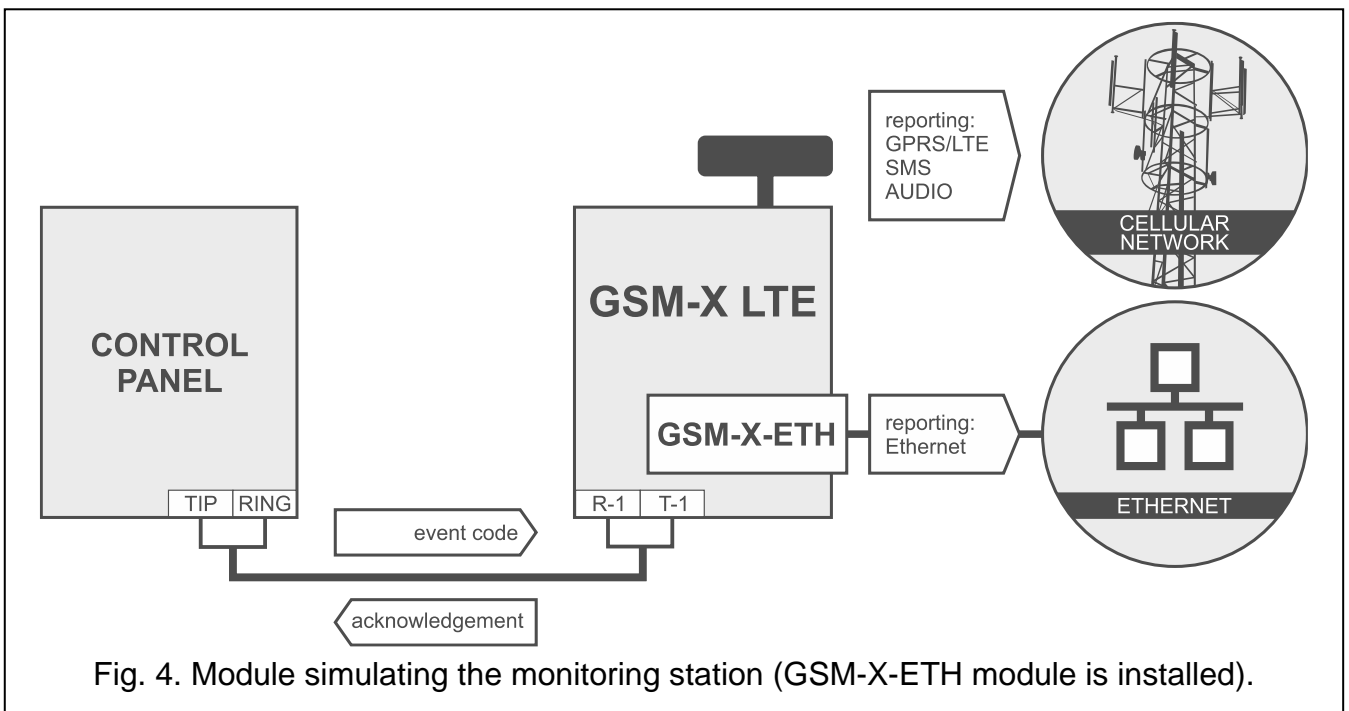 reporting:
GPRS/LTE
SMS
AUDIO
CELLULAR
NETWORK
CONTROL
PANEL
GSM-X LTE
GSM-X-ETH
reporting:
Ethernet
ETHERNET
TIP RING
R-1 T-1
event code
acknowledgement
Fig. 4. Module simulating the monitoring station (GSM-X-ETH module is installed).